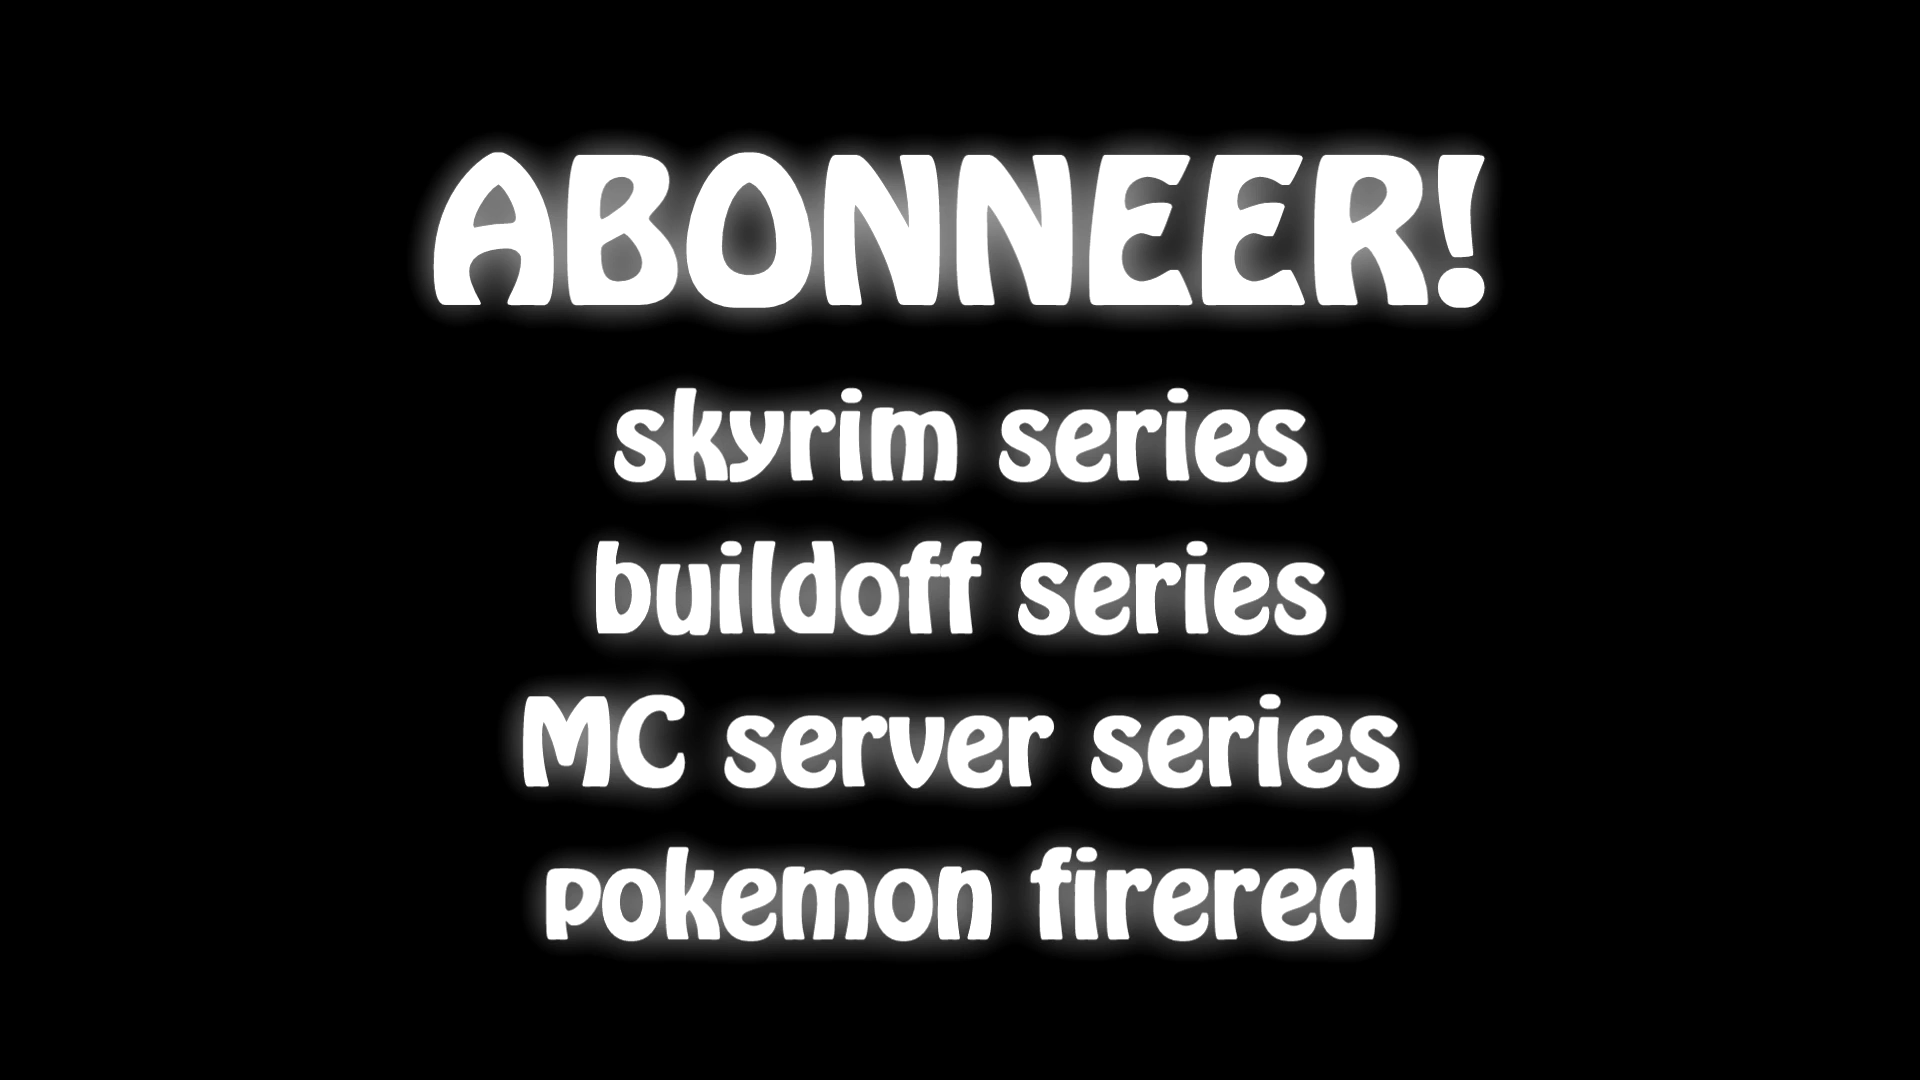 ABONNEER!
skyrim series
buildoff series
MC server series
pokemon firered